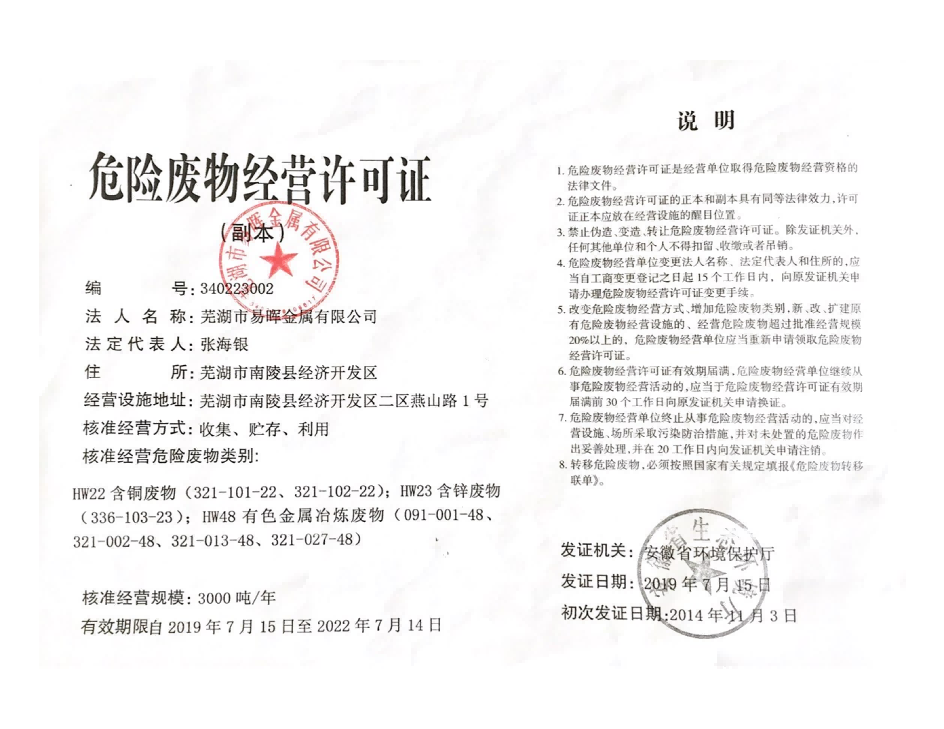 危险废物经营许可证
（副本）
芜湖市易晖金属有限公司
编 号：340223002
法 人 名 称：芜湖市易晖金属有限公司
法定代表人：张海银
住 所：芜湖市南陵县经济开发区
经营设施地址：芜湖市南陵县经济开发区二区燕山路 1 号
核准经营方式：收集、贮存、利用
核准经营危险废物类别:
HW22 含铜废物（321-101-22、321-102-22）；HW23 含锌废物
（336-103-23）；HW48 有色金属冶炼废物（091-001-48、
321-002-48、321-013-48、321-027-48）
核准经营规模：3000 吨/年
有效期限自 2019 年 7 月 15 日至 2022 年 7 月 14 日
说 明
1. 危险废物经营许可证是经营单位取得危险废物经营资格的
法律文件。
2. 危险废物经营许可证的正本和副本具有同等法律效力，许可
证正本应放在经营设施的醒目位置。
3. 禁止伪造、变造、转让危险废物经营许可证。除发证机关外，
任何其他单位和个人不得扣留、收缴或者吊销。
4. 危险废物经营单位变更法人名称、法定代表人和住所的，应
当自工商变更登记之日起 15 个工作日内，向原发证机关申
请办理危险废物经营许可证变更手续。
5. 改变危险废物经营方式、增加危险废物类别，新、改、扩建原
有危险废物经营设施的、经营危险废物超过批准经营规模
20%以上的，危险废物经营单位应当重新申请领取危险废物
经营许可证。
6. 危险废物经营许可证有效期届满，危险废物经营单位继续从
事危险废物经营活动的，应当于危险废物经营许可证有效期
届满前 30 个工作日向原发证机关申请换证。
7. 危险废物经营单位终止从事危险废物经营活动的，应当对经
营设施、场所采取污染防治措施，并对未处置的危险废物作
出妥善处理，并在 20 工作日内向发证机关申请注销。
8. 转移危险废物，必须按照国家有关规定填报《危险废物转移
联单》。
发证机关：安徽省环境保护厅
发证日期：2019 年 7 月 15 日
初次发证日期:2014 年 11 月 3 日